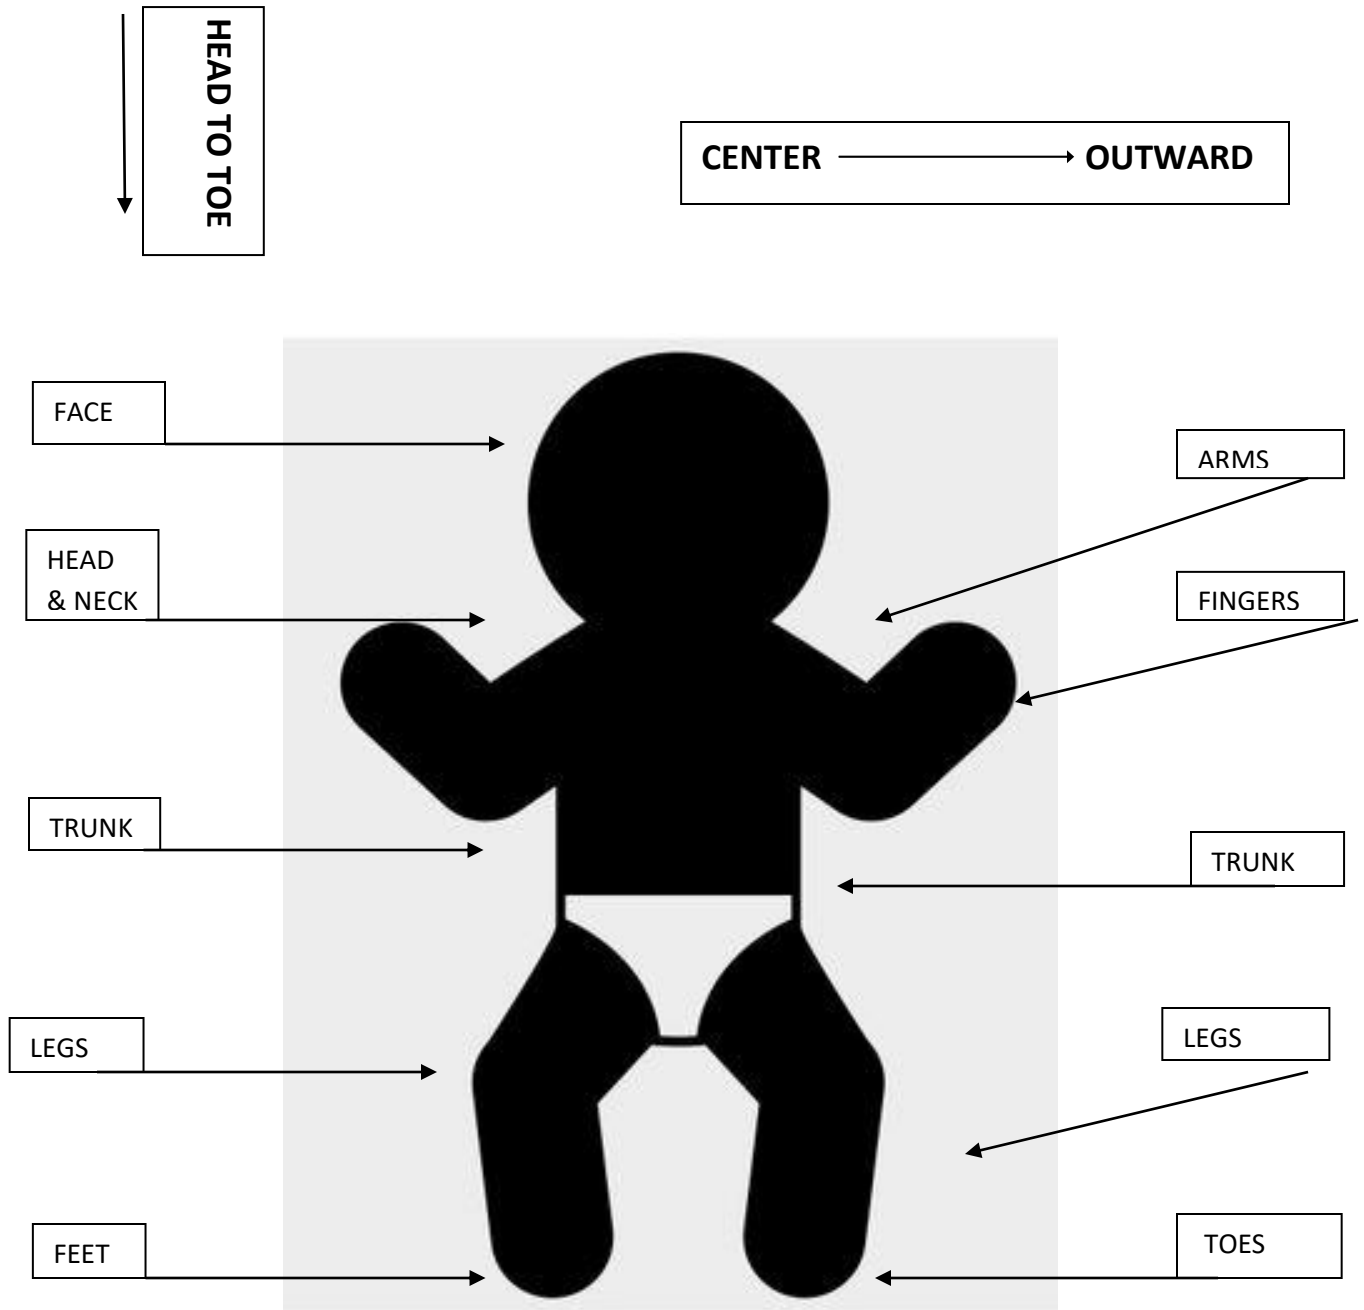 HEAD TO TOE
CENTER OUTWARD
FACE
HEAD
& NECK
TRUNK
LEGS
FEET
ARMS
FINGERS
TRUNK
LEGS
TOES